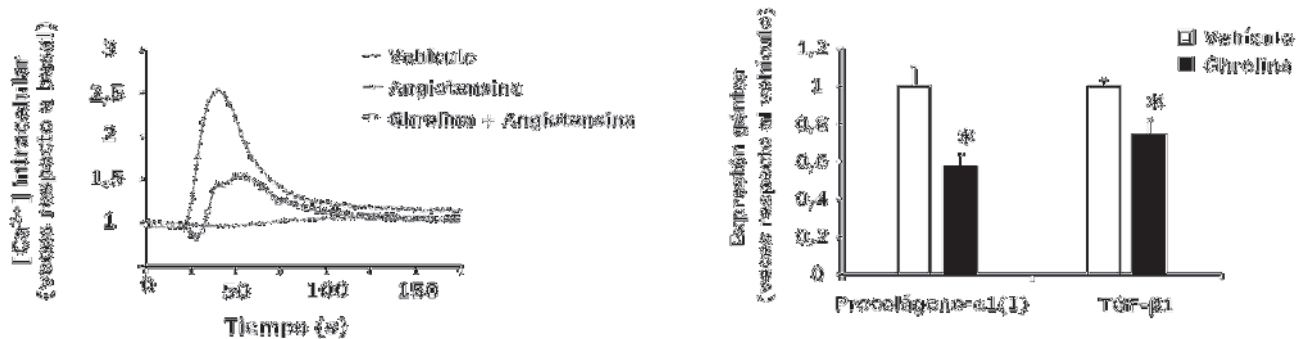 [Ca²⁺] Intracelular
(veces respecto a basal)
3
2,5
2
1,5
1
0
50
100
150
Tiempo (s)
Vehículo
Angiotensina
Ghrelina + Angiotensina
Expresión génica
(veces respecto al vehículo)
1,2
1
0,8
0,6
0,4
0,2
0
*
*
*
Procolágeno-α1(I)
TGF-β1
Vehículo
Ghrelina